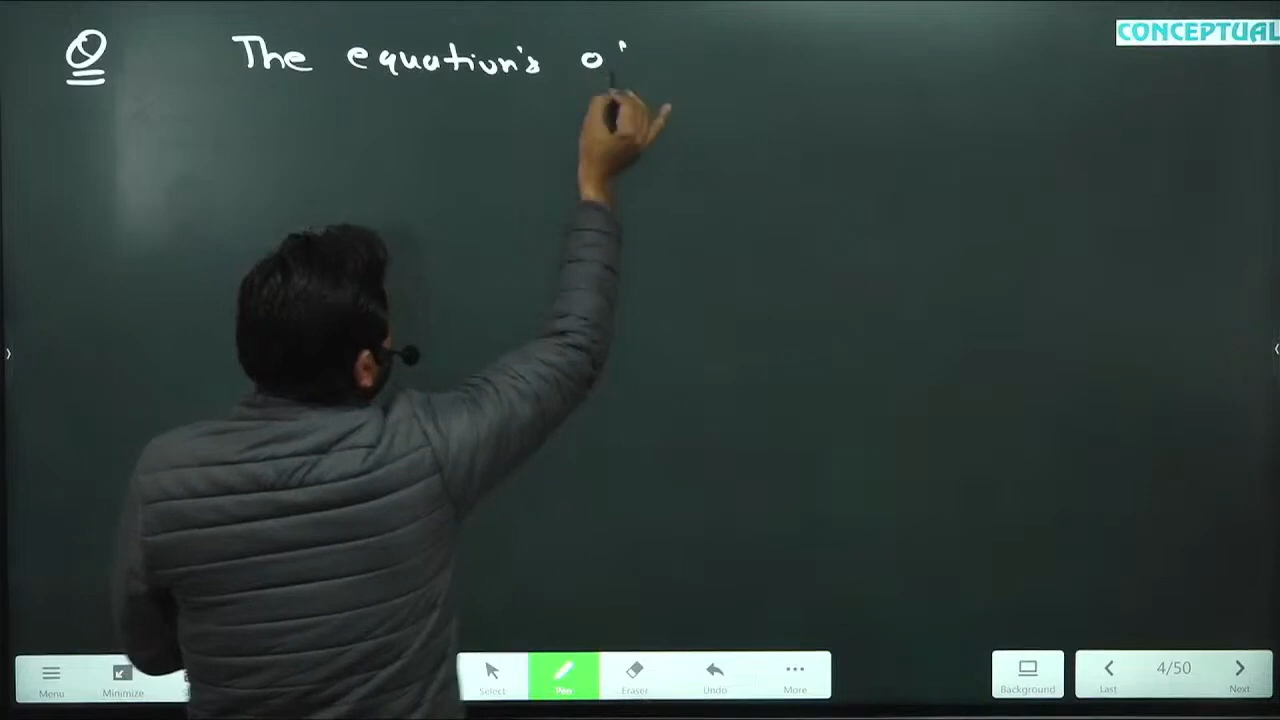 CONCEPTUAL
Q The equation's o
Menu Minimize Select Pen Eraser Undo More Background Last 4/50 Next